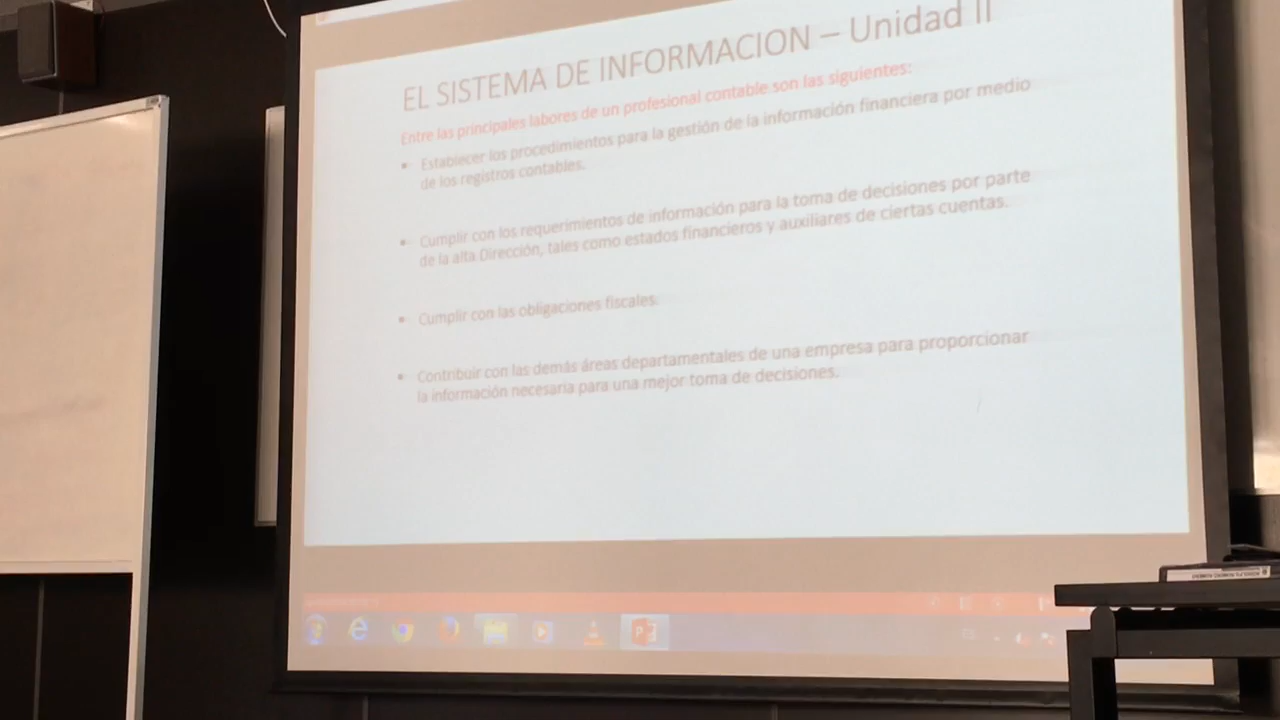 EL SISTEMA DE INFORMACION – Unidad II
Entre las principales labores de un profesional contable son las siguientes:
• Establecer los procedimientos para la gestión de la información financiera por medio
de los registros contables.
• Cumplir con los requerimientos de información para la toma de decisiones por parte
de la alta Dirección, tales como estados financieros y auxiliares de ciertas cuentas.
• Cumplir con las obligaciones fiscales.
• Contribuir con las demás áreas departamentales de una empresa para proporcionar
la información necesaria para una mejor toma de decisiones.